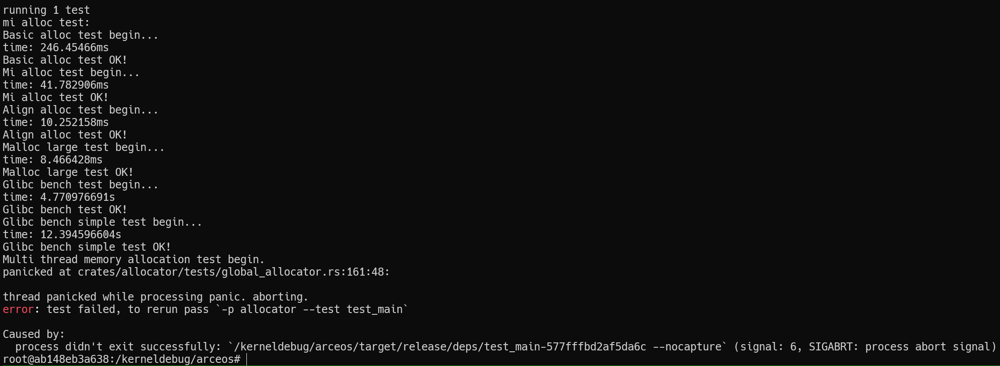 running 1 test
mi alloc test:
Basic alloc test begin...
time: 246.45466ms
Basic alloc test OK!
Mi alloc test begin...
time: 41.782906ms
Mi alloc test OK!
Align alloc test begin...
time: 10.252158ms
Align alloc test OK!
Malloc large test begin...
time: 8.466428ms
Malloc large test OK!
Glibc bench test begin...
time: 4.770976691s
Glibc bench test OK!
Glibc bench simple test begin...
time: 12.394596604s
Glibc bench simple test OK!
Multi thread memory allocation test begin.
panicked at crates/allocator/tests/global_allocator.rs:161:48:
thread panicked while processing panic. aborting.
error: test failed, to rerun pass `-p allocator --test test_main`
Caused by:
  process didn't exit successfully: `/kerneldebug/arceos/target/release/deps/test_main-577fffbd2af5da6c --nocapture` (signal: 6, SIGABRT: process abort signal)
root@ab148eb3a638:/kerneldebug/arceos#